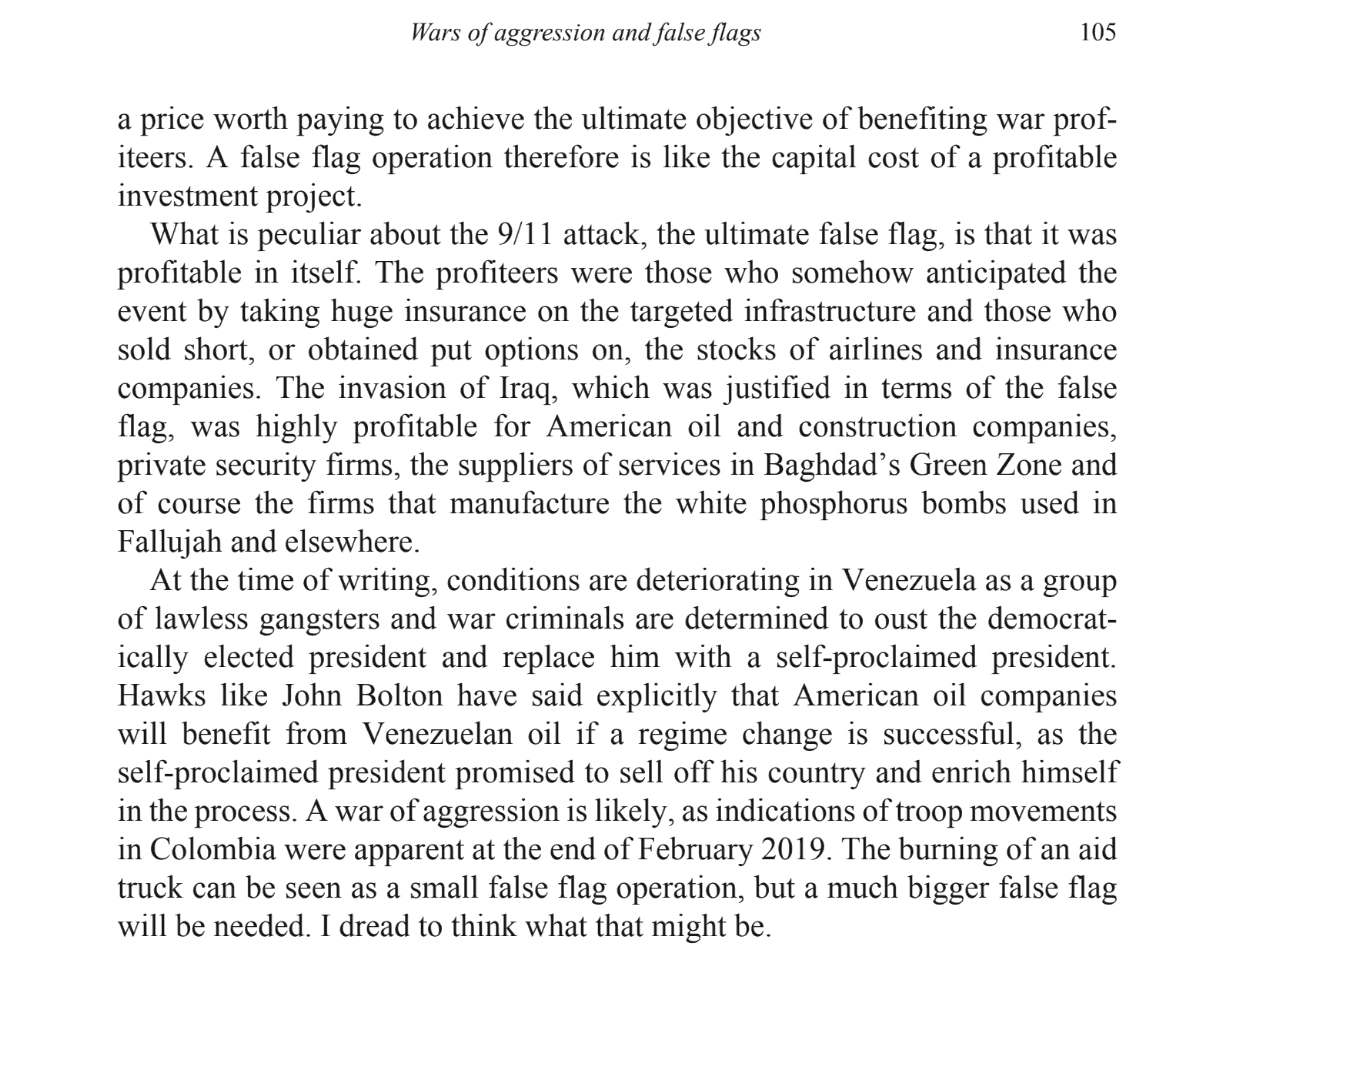 Wars of aggression and false flags 105
a price worth paying to achieve the ultimate objective of benefiting war prof-
iteers. A false flag operation therefore is like the capital cost of a profitable
investment project.
What is peculiar about the 9/11 attack, the ultimate false flag, is that it was
profitable in itself. The profiteers were those who somehow anticipated the
event by taking huge insurance on the targeted infrastructure and those who
sold short, or obtained put options on, the stocks of airlines and insurance
companies. The invasion of Iraq, which was justified in terms of the false
flag, was highly profitable for American oil and construction companies,
private security firms, the suppliers of services in Baghdad’s Green Zone and
of course the firms that manufacture the white phosphorus bombs used in
Fallujah and elsewhere.
At the time of writing, conditions are deteriorating in Venezuela as a group
of lawless gangsters and war criminals are determined to oust the democrat-
ically elected president and replace him with a self-proclaimed president.
Hawks like John Bolton have said explicitly that American oil companies
will benefit from Venezuelan oil if a regime change is successful, as the
self-proclaimed president promised to sell off his country and enrich himself
in the process. A war of aggression is likely, as indications of troop movements
in Colombia were apparent at the end of February 2019. The burning of an aid
truck can be seen as a small false flag operation, but a much bigger false flag
will be needed. I dread to think what that might be.